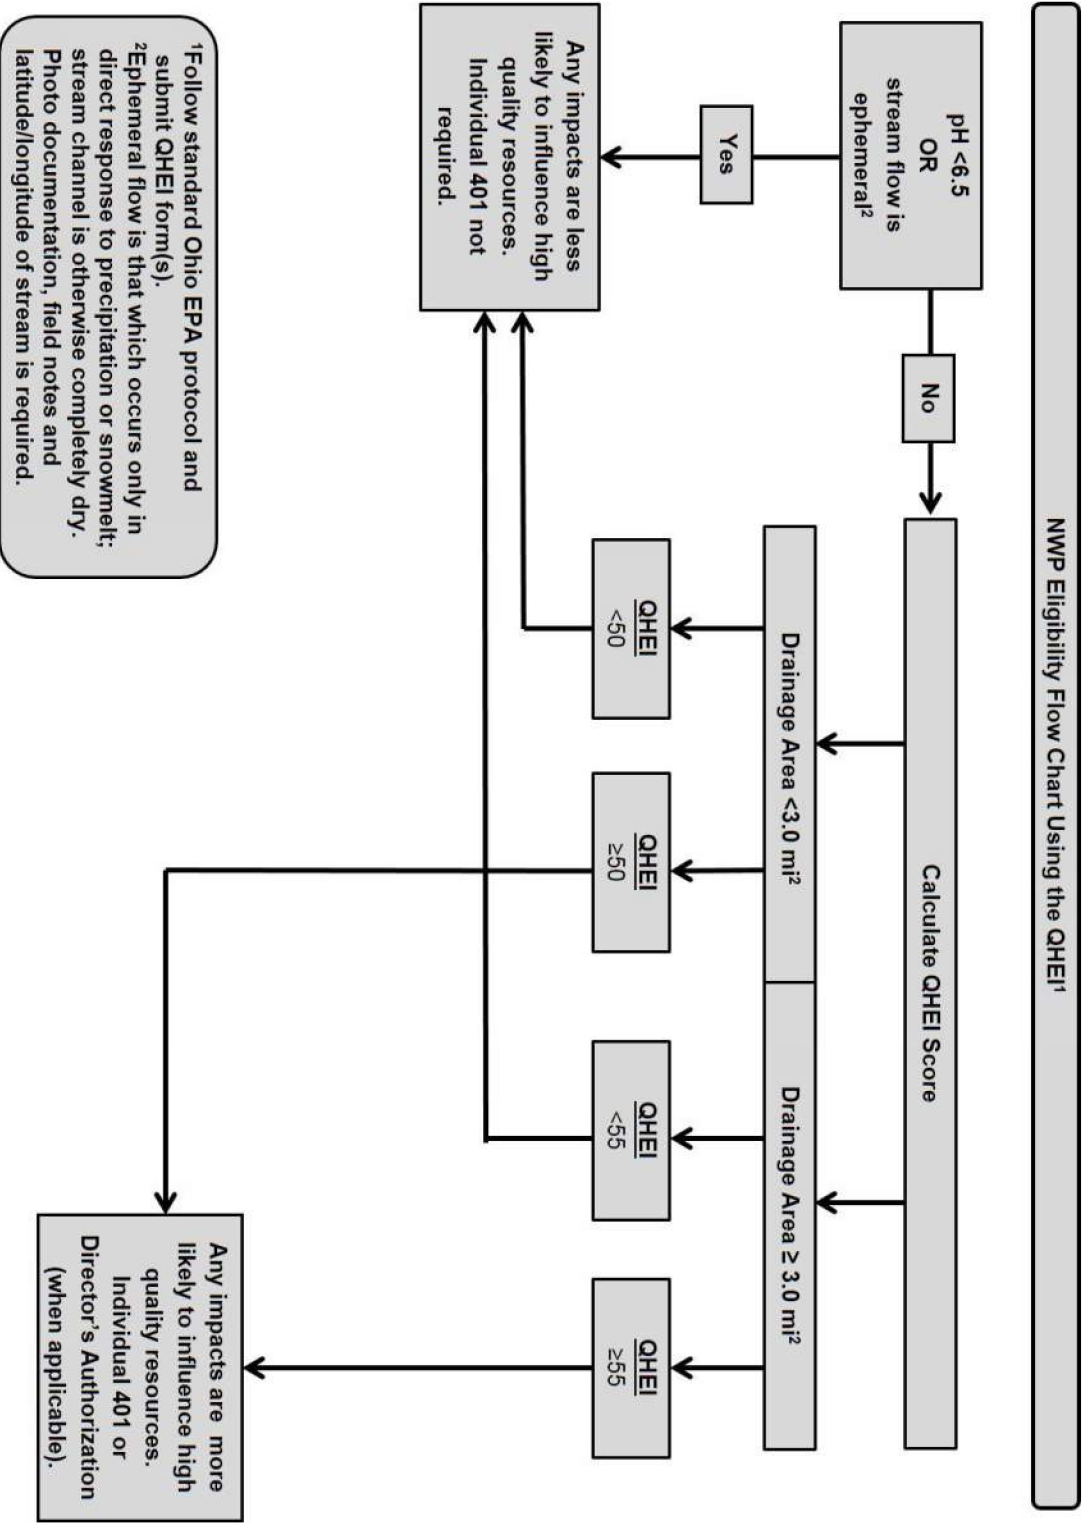 NWP Eligibility Flow Chart Using the QHEI¹
pH <6.5
OR
stream flow is
ephemeral²
No
Calculate QHEI Score
Yes
Drainage Area <3.0 mi²
Drainage Area ≥ 3.0 mi²
QHEI
<50
QHEI
≥50
QHEI
<55
QHEI
≥55
Any impacts are less
likely to influence high
quality resources.
Individual 401 not
required.
Any impacts are more
likely to influence high
quality resources.
Individual 401 or
Director's Authorization
(when applicable).
¹Follow standard Ohio EPA protocol and
submit QHEI form(s).
²Ephemeral flow is that which occurs only in
direct response to precipitation or snowmelt;
stream channel is otherwise completely dry.
Photo documentation, field notes and
latitude/longitude of stream is required.